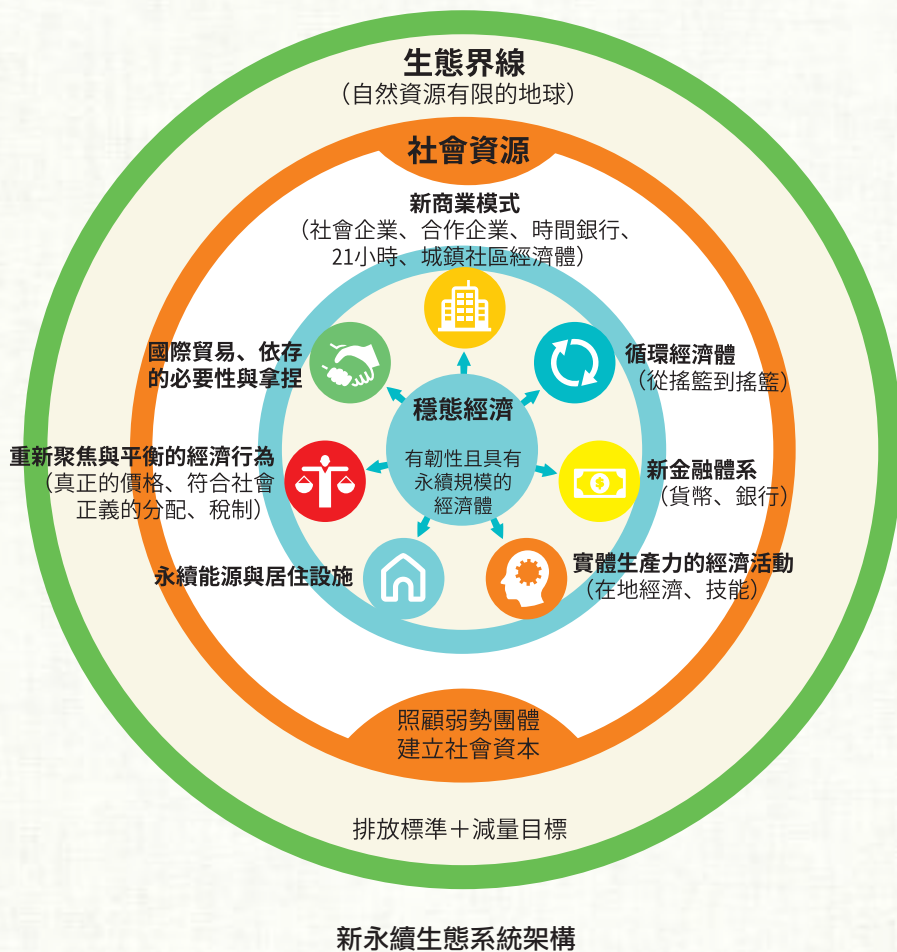 生態界線
（自然資源有限的地球）
社會資源
新商業模式
（社會企業、合作企業、時間銀行、
21小時、城鎮社區經濟體）
國際貿易、依存
的必要性與拿捏
循環經濟體
（從搖籃到搖籃）
穩態經濟
有韌性且具有
永續規模的
經濟體
重新聚焦與平衡的經濟行為
（真正的價格、符合社會
正義的分配、稅制）
新金融體系
（貨幣、銀行）
永續能源與居住設施
實體生產力的經濟活動
（在地經濟、技能）
照顧弱勢團體
建立社會資本
排放標準＋減量目標
新永續生態系統架構